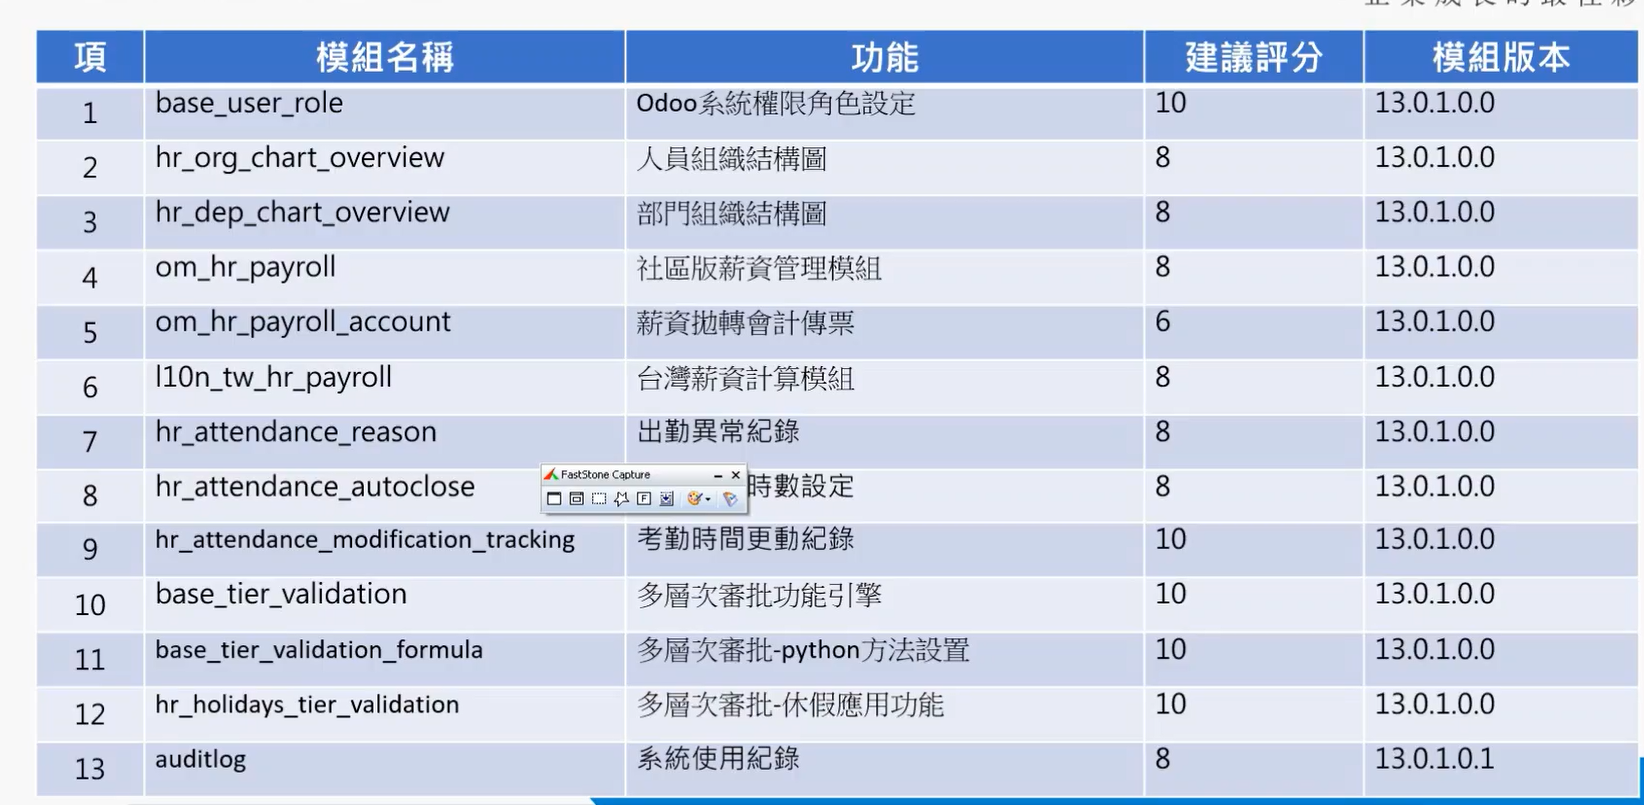 項 模組名稱 功能 建議評分 模組版本
1 base_user_role Odoo系統權限角色設定 10 13.0.1.0.0
2 hr_org_chart_overview 人員組織結構圖 8 13.0.1.0.0
3 hr_dep_chart_overview 部門組織結構圖 8 13.0.1.0.0
4 om_hr_payroll 社區版薪資管理模組 8 13.0.1.0.0
5 om_hr_payroll_account 薪資拋轉會計傳票 6 13.0.1.0.0
6 l10n_tw_hr_payroll 台灣薪資計算模組 8 13.0.1.0.0
7 hr_attendance_reason 出勤異常紀錄 8 13.0.1.0.0
FastStone Capture
8 hr_attendance_autoclose 時數設定 8 13.0.1.0.0
9 hr_attendance_modification_tracking 考勤時間更動紀錄 10 13.0.1.0.0
10 base_tier_validation 多層次審批功能引擎 10 13.0.1.0.0
11 base_tier_validation_formula 多層次審批-python方法設置 10 13.0.1.0.0
12 hr_holidays_tier_validation 多層次審批-休假應用功能 10 13.0.1.0.0
13 auditlog 系統使用紀錄 8 13.0.1.0.1